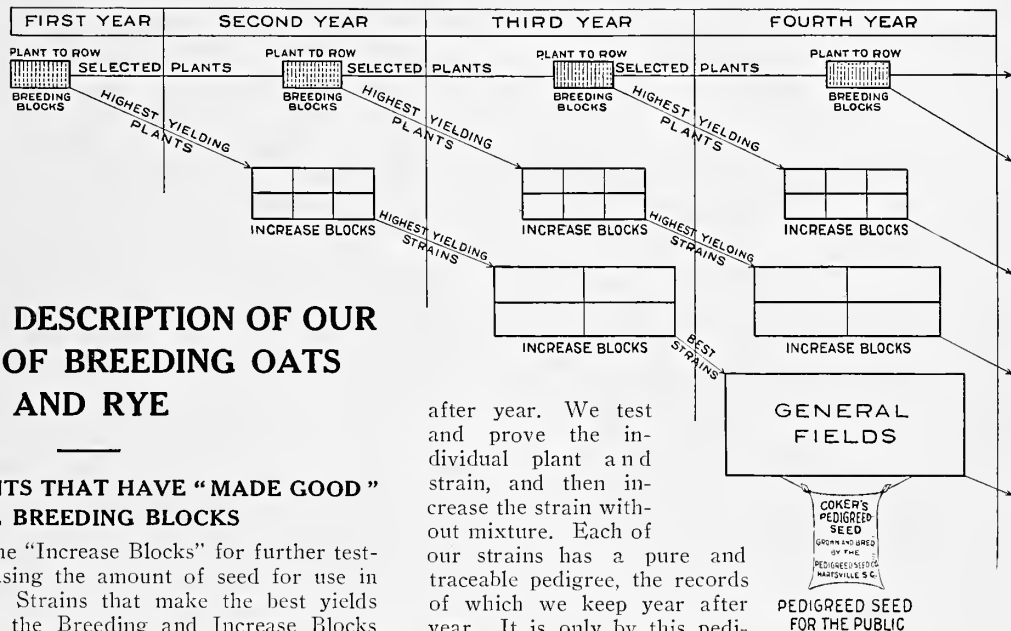 FIRST YEAR SECOND YEAR THIRD YEAR FOURTH YEAR
PLANT TO ROW
BREEDING
BLOCKS
SELECTED PLANTS
PLANT TO ROW
BREEDING
BLOCKS
SELECTED PLANTS
PLANT TO ROW
BREEDING
BLOCKS
SELECTED PLANTS
PLANT TO ROW
BREEDING
BLOCKS
HIGHEST YIELDING
PLANTS
HIGHEST YIELDING
PLANTS
HIGHEST YIELDING
PLANTS
INCREASE BLOCKS
INCREASE BLOCKS
INCREASE BLOCKS
HIGHEST YIELDING
STRAINS
HIGHEST YIELDING
STRAINS
INCREASE BLOCKS
INCREASE BLOCKS
BEST
STRAINS
GENERAL
FIELDS
COKER'S
PEDIGREED
SEED
GROWN AND BRED
BY THE
PEDIGREED SEED CO.
HARTSVILLE S.C.
PEDIGREED SEED
FOR THE PUBLIC
DESCRIPTION OF OUR
OF BREEDING OATS
AND RYE
NTS THAT HAVE "MADE GOOD"
BREEDING BLOCKS
he "Increase Blocks" for further test-
asing the amount of seed for use in
Strains that make the best yields
the Breeding and Increase Blocks
after year. We test
and prove the in-
dividual plant and
strain, and then in-
crease the strain with-
out mixture. Each of
our strains has a pure and
traceable pedigree, the records
of which we keep year after
year. It is only by this pedi-